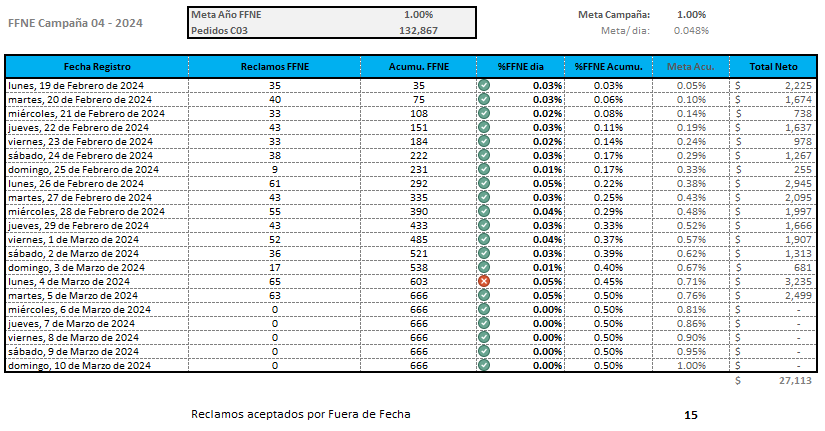 FFNE Campaña 04 - 2024
Meta Año FFNE 1.00%
Pedidos C03 132,867
Meta Campaña: 1.00%
Meta/ dia: 0.048%
Fecha Registro Reclamos FFNE Acumu. FFNE %FFNE dia %FFNE Acumu. Meta Acu. Total Neto
lunes, 19 de Febrero de 2024 35 35 0.03% 0.03% 0.05% $ 2,225
martes, 20 de Febrero de 2024 40 75 0.03% 0.06% 0.10% $ 1,674
miércoles, 21 de Febrero de 2024 33 108 0.02% 0.08% 0.14% $ 738
jueves, 22 de Febrero de 2024 43 151 0.03% 0.11% 0.19% $ 1,637
viernes, 23 de Febrero de 2024 33 184 0.02% 0.14% 0.24% $ 978
sábado, 24 de Febrero de 2024 38 222 0.03% 0.17% 0.29% $ 1,267
domingo, 25 de Febrero de 2024 9 231 0.01% 0.17% 0.33% $ 255
lunes, 26 de Febrero de 2024 61 292 0.05% 0.22% 0.38% $ 2,945
martes, 27 de Febrero de 2024 43 335 0.03% 0.25% 0.43% $ 2,095
miércoles, 28 de Febrero de 2024 55 390 0.04% 0.29% 0.48% $ 1,997
jueves, 29 de Febrero de 2024 43 433 0.03% 0.33% 0.52% $ 1,666
viernes, 1 de Marzo de 2024 52 485 0.04% 0.37% 0.57% $ 1,907
sábado, 2 de Marzo de 2024 36 521 0.03% 0.39% 0.62% $ 1,313
domingo, 3 de Marzo de 2024 17 538 0.01% 0.40% 0.67% $ 681
lunes, 4 de Marzo de 2024 65 603 0.05% 0.45% 0.71% $ 3,235
martes, 5 de Marzo de 2024 63 666 0.05% 0.50% 0.76% $ 2,499
miércoles, 6 de Marzo de 2024 0 666 0.00% 0.50% 0.81% $ -
jueves, 7 de Marzo de 2024 0 666 0.00% 0.50% 0.86% $ -
viernes, 8 de Marzo de 2024 0 666 0.00% 0.50% 0.90% $ -
sábado, 9 de Marzo de 2024 0 666 0.00% 0.50% 0.95% $ -
domingo, 10 de Marzo de 2024 0 666 0.00% 0.50% 1.00% $ -
$ 27,113
Reclamos aceptados por Fuera de Fecha 15